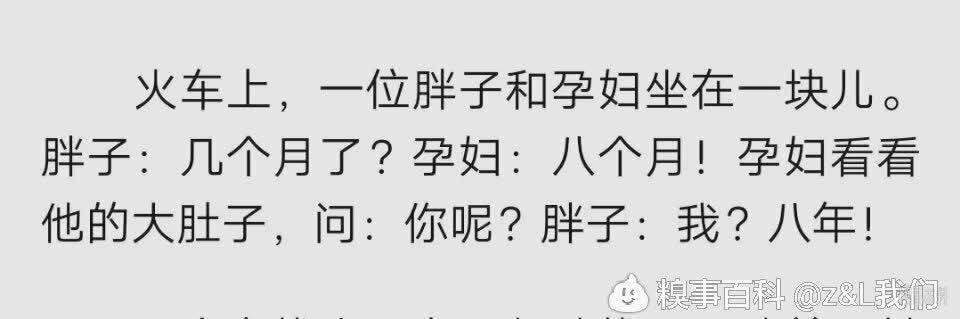 火车上，一位胖子和孕妇坐在一块儿。
胖子：几个月了？孕妇：八个月！孕妇看看
他的大肚子，问：你呢？胖子：我？八年！
糗事百科 @z&L我们